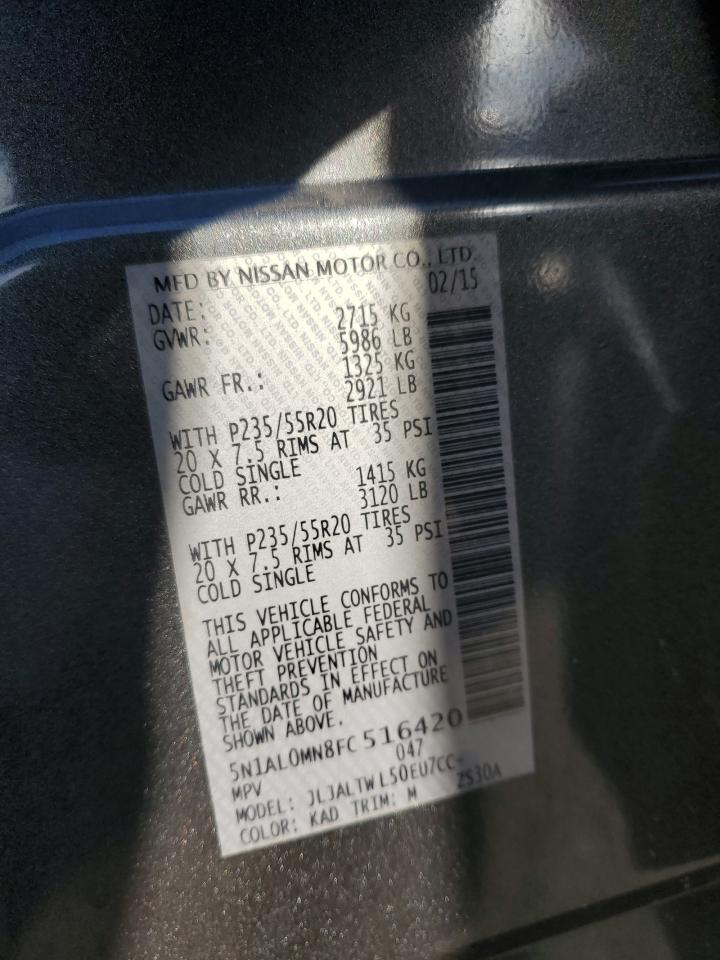 MFD BY NISSAN MOTOR CO., LTD.
DATE: 02/15
GVWR: 2715 KG
5986 LB
GAWR FR.: 1325 KG
2921 LB
WITH P235/55R20 TIRES
20 X 7.5 RIMS AT 35 PSI
COLD SINGLE
GAWR RR.: 1415 KG
3120 LB
WITH P235/55R20 TIRES
20 X 7.5 RIMS AT 35 PSI
COLD SINGLE
THIS VEHICLE CONFORMS TO
ALL APPLICABLE FEDERAL
MOTOR VEHICLE SAFETY AND
THEFT PREVENTION
STANDARDS IN EFFECT ON
THE DATE OF MANUFACTURE
SHOWN ABOVE.
5N1AL0MN8FC 516420
MPV 047
MODEL: JLJALTWL50EU7CC-
COLOR: KAD TRIM: M ZS30A